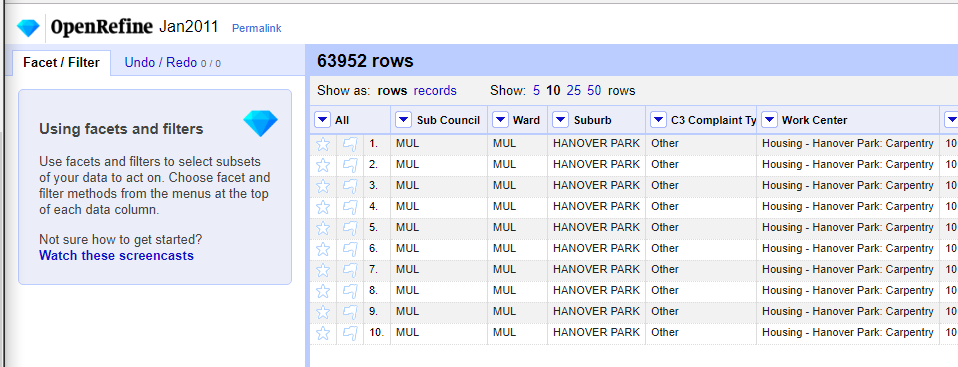 OpenRefine Jan2011 Permalink
Facet / Filter Undo / Redo 0 / 0
63952 rows
Show as: rows records Show: 5 10 25 50 rows
Using facets and filters
Use facets and filters to select subsets
of your data to act on. Choose facet and
filter methods from the menus at the top
of each data column.
Not sure how to get started?
Watch these screencasts
All Sub Council Ward Suburb C3 Complaint Ty Work Center
1. MUL MUL HANOVER PARK Other Housing - Hanover Park: Carpentry 10
2. MUL MUL HANOVER PARK Other Housing - Hanover Park: Carpentry 10
3. MUL MUL HANOVER PARK Other Housing - Hanover Park: Carpentry 10
4. MUL MUL HANOVER PARK Other Housing - Hanover Park: Carpentry 10
5. MUL MUL HANOVER PARK Other Housing - Hanover Park: Carpentry 10
6. MUL MUL HANOVER PARK Other Housing - Hanover Park: Carpentry 10
7. MUL MUL HANOVER PARK Other Housing - Hanover Park: Carpentry 10
8. MUL MUL HANOVER PARK Other Housing - Hanover Park: Carpentry 10
9. MUL MUL HANOVER PARK Other Housing - Hanover Park: Carpentry 10
10. MUL MUL HANOVER PARK Other Housing - Hanover Park: Carpentry 10